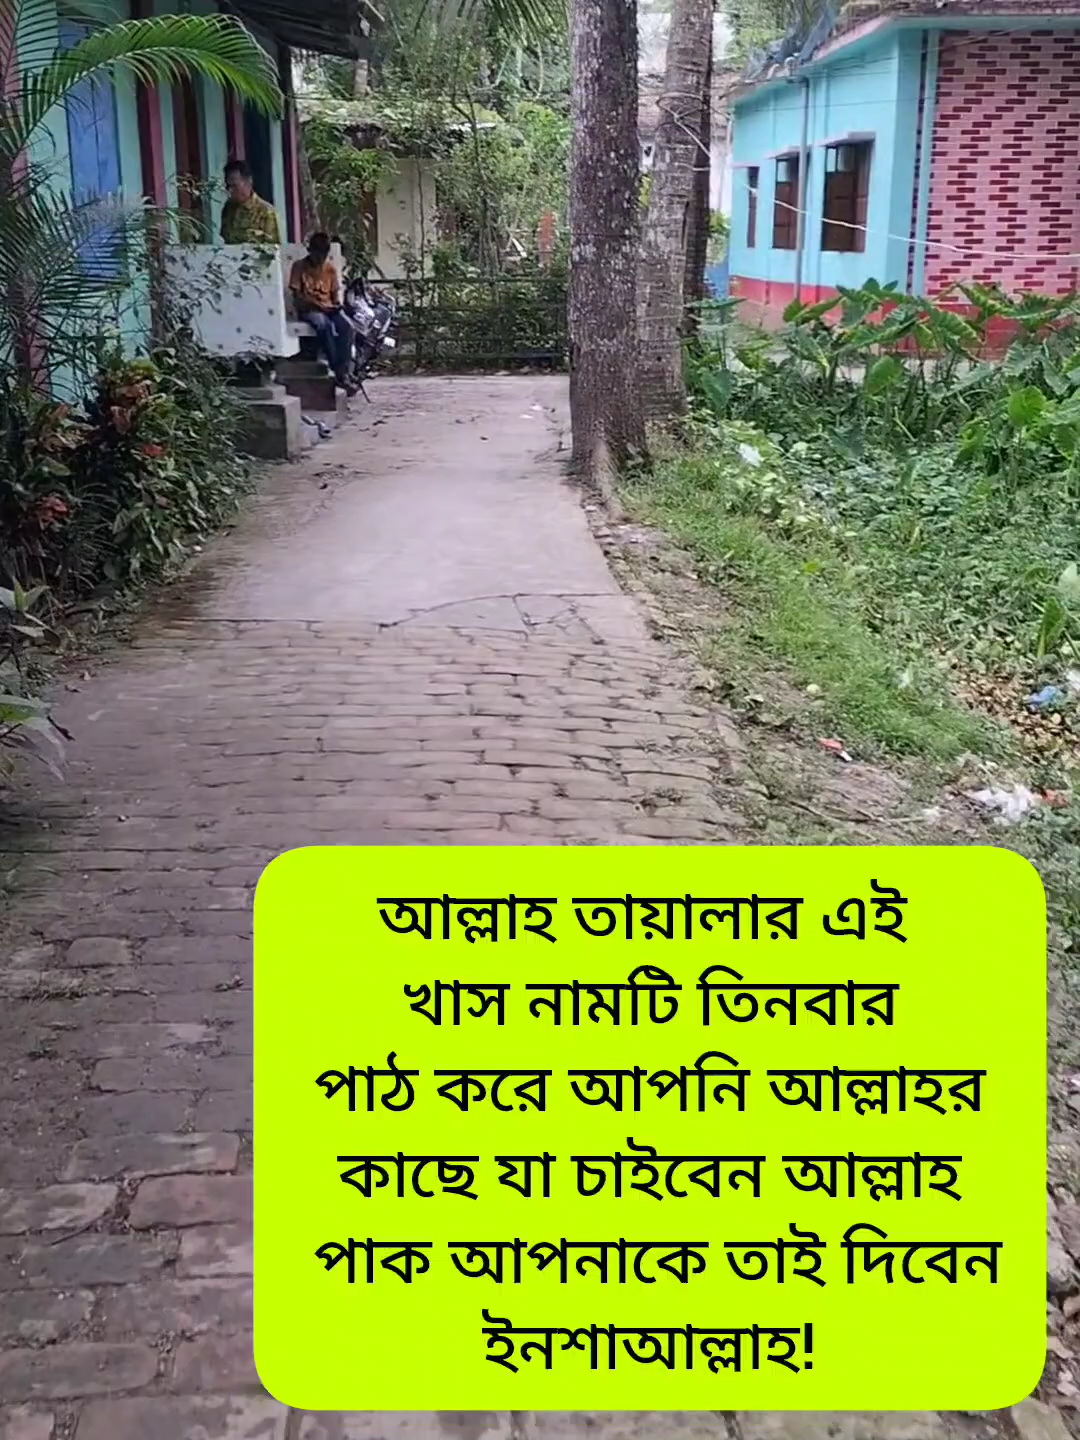 আল্লাহ তায়ালার এই
খাস নামটি তিনবার
পাঠ করে আপনি আল্লাহর
কাছে যা চাইবেন আল্লাহ
পাক আপনাকে তাই দিবেন
ইনশাআল্লাহ!